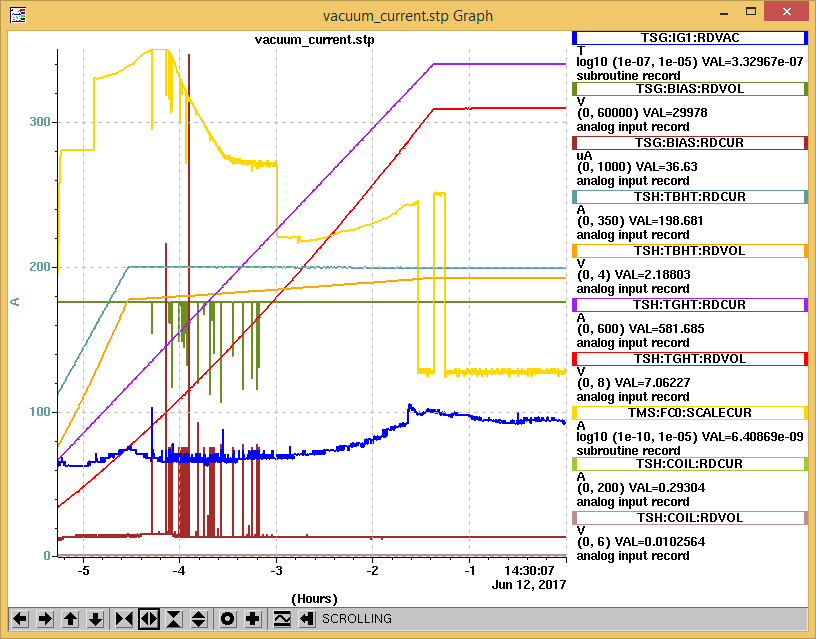 vacuum_current.stp Graph
vacuum_current.stp
A
300
200
100
0
-5
-4
-3
-2
-1
14:30:07
Jun 12, 2017
(Hours)
TSG:IG1:RDVAC
T
log10 (1e-07, 1e-05) VAL=3.32967e-07
subroutine record
TSG:BIAS:RDVOL
V
(0, 60000) VAL=29978
analog input record
TSG:BIAS:RDCUR
uA
(0, 1000) VAL=36.63
analog input record
TSH:TBHT:RDCUR
A
(0, 350) VAL=198.681
analog input record
TSH:TBHT:RDVOL
V
(0, 4) VAL=2.18803
analog input record
TSH:TGHT:RDCUR
A
(0, 600) VAL=581.685
analog input record
TSH:TGHT:RDVOL
V
(0, 8) VAL=7.06227
analog input record
TMS:FC0:SCALECUR
A
log10 (1e-10, 1e-05) VAL=6.40869e-09
subroutine record
TSH:COIL:RDCUR
A
(0, 200) VAL=0.29304
analog input record
TSH:COIL:RDVOL
V
(0, 6) VAL=0.0102564
analog input record
SCROLLING